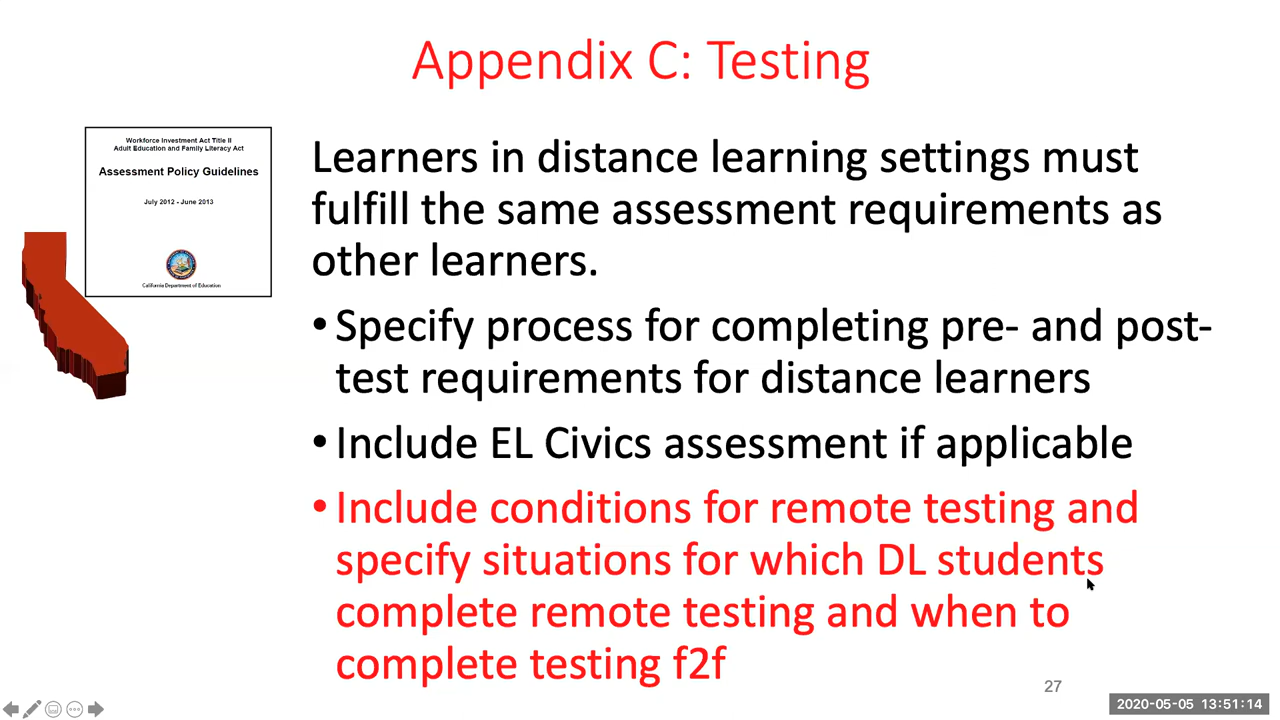 Appendix C: Testing
Workforce Investment Act Title II
Adult Education and Family Literacy Act
Assessment Policy Guidelines
July 2012 - June 2013
California Department of Education
Learners in distance learning settings must
fulfill the same assessment requirements as
other learners.
• Specify process for completing pre- and post-
test requirements for distance learners
• Include EL Civics assessment if applicable
• Include conditions for remote testing and
specify situations for which DL students
complete remote testing and when to
complete testing f2f
27
2020-05-05 13:51:14